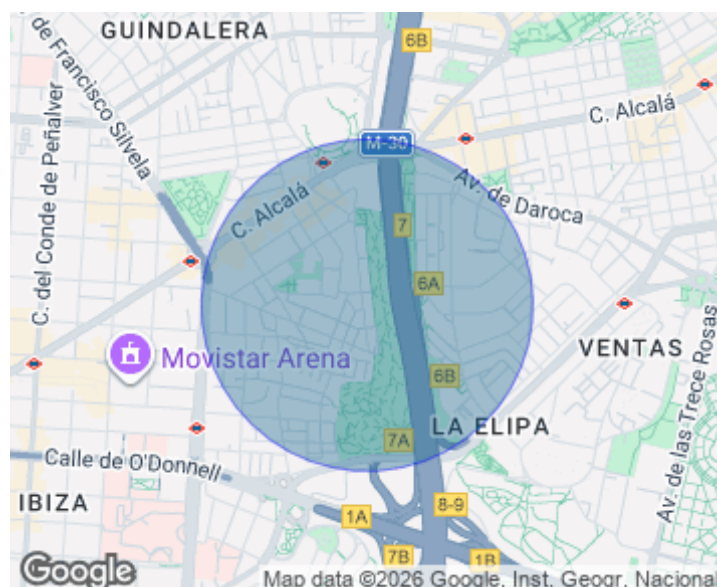 GUINDALERA
6B
de Francisco Silvela
C. del Conde de Peñalver
C. Alcalá
M-30
C. Alcalá
Av. de Daroca
7
6A
Movistar Arena
VENTAS
6B
LA ELIPA
7A
Calle de O'Donnell
Av. de las Trece Rosas
IBIZA
1A
8-9
7B
1B
Google
Map data ©2026 Google, Inst. Geogr. Nacional